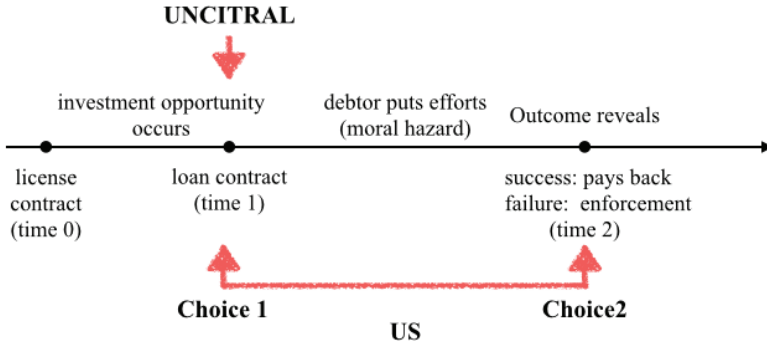 UNCITRAL
investment opportunity
occurs
debtor puts efforts
(moral hazard)
Outcome reveals
license
contract
(time 0)
loan contract
(time 1)
success: pays back
failure: enforcement
(time 2)
Choice 1
Choice2
US